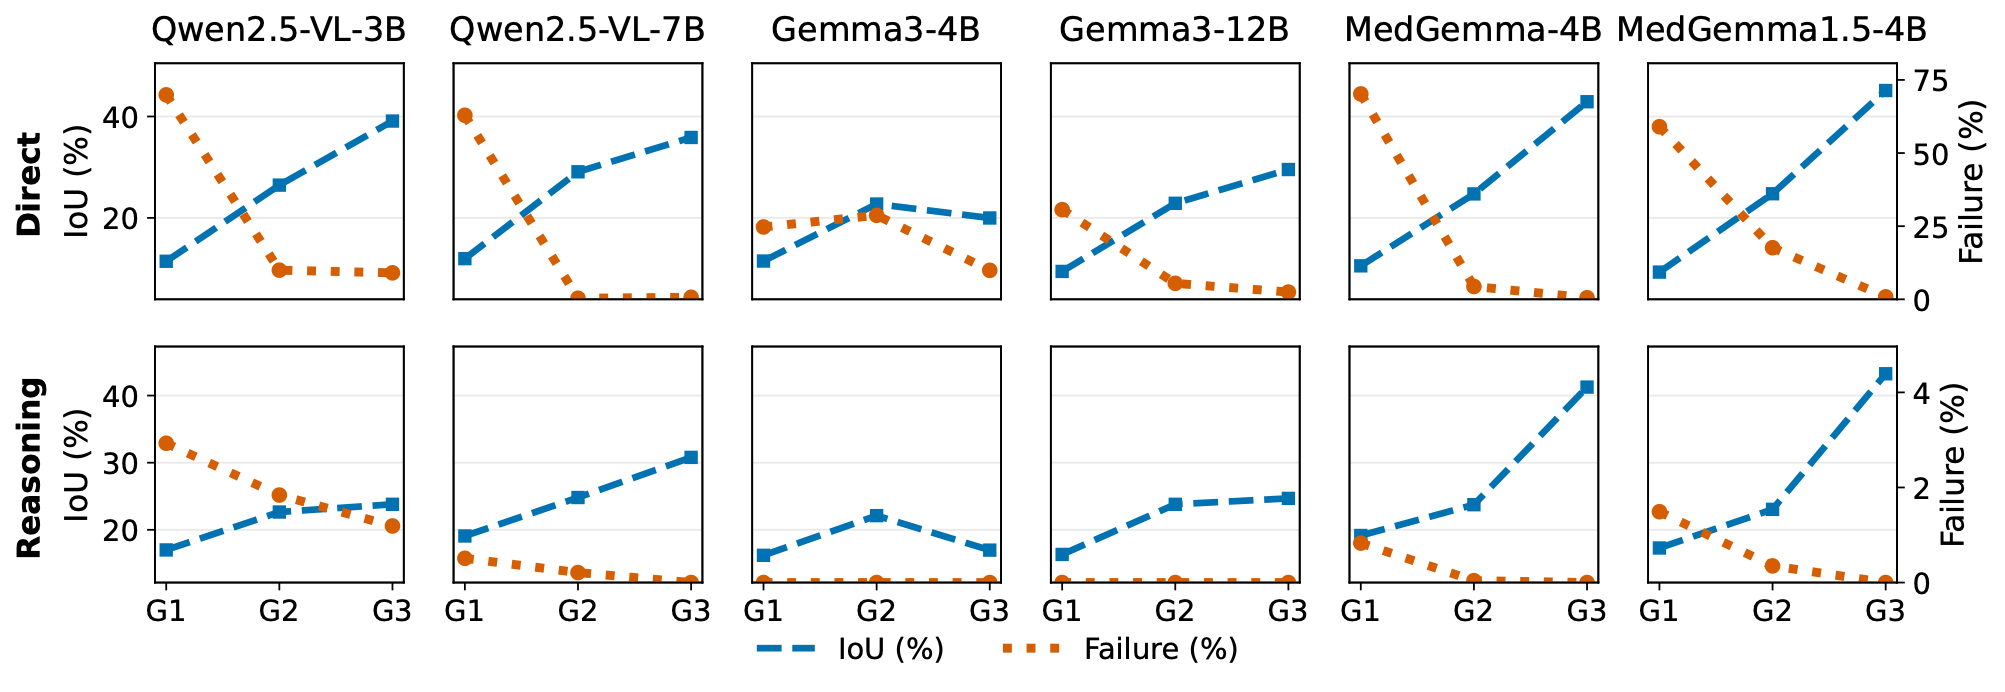 Qwen2.5-VL-3B Qwen2.5-VL-7B Gemma3-4B Gemma3-12B MedGemma-4B MedGemma1.5-4B
Direct
IoU (%)
40
20
75
50
25
0
Failure (%)
Reasoning
IoU (%)
40
30
20
4
2
0
Failure (%)
G1 G2 G3 G1 G2 G3 G1 G2 G3 G1 G2 G3 G1 G2 G3 G1 G2 G3
IoU (%) Failure (%)